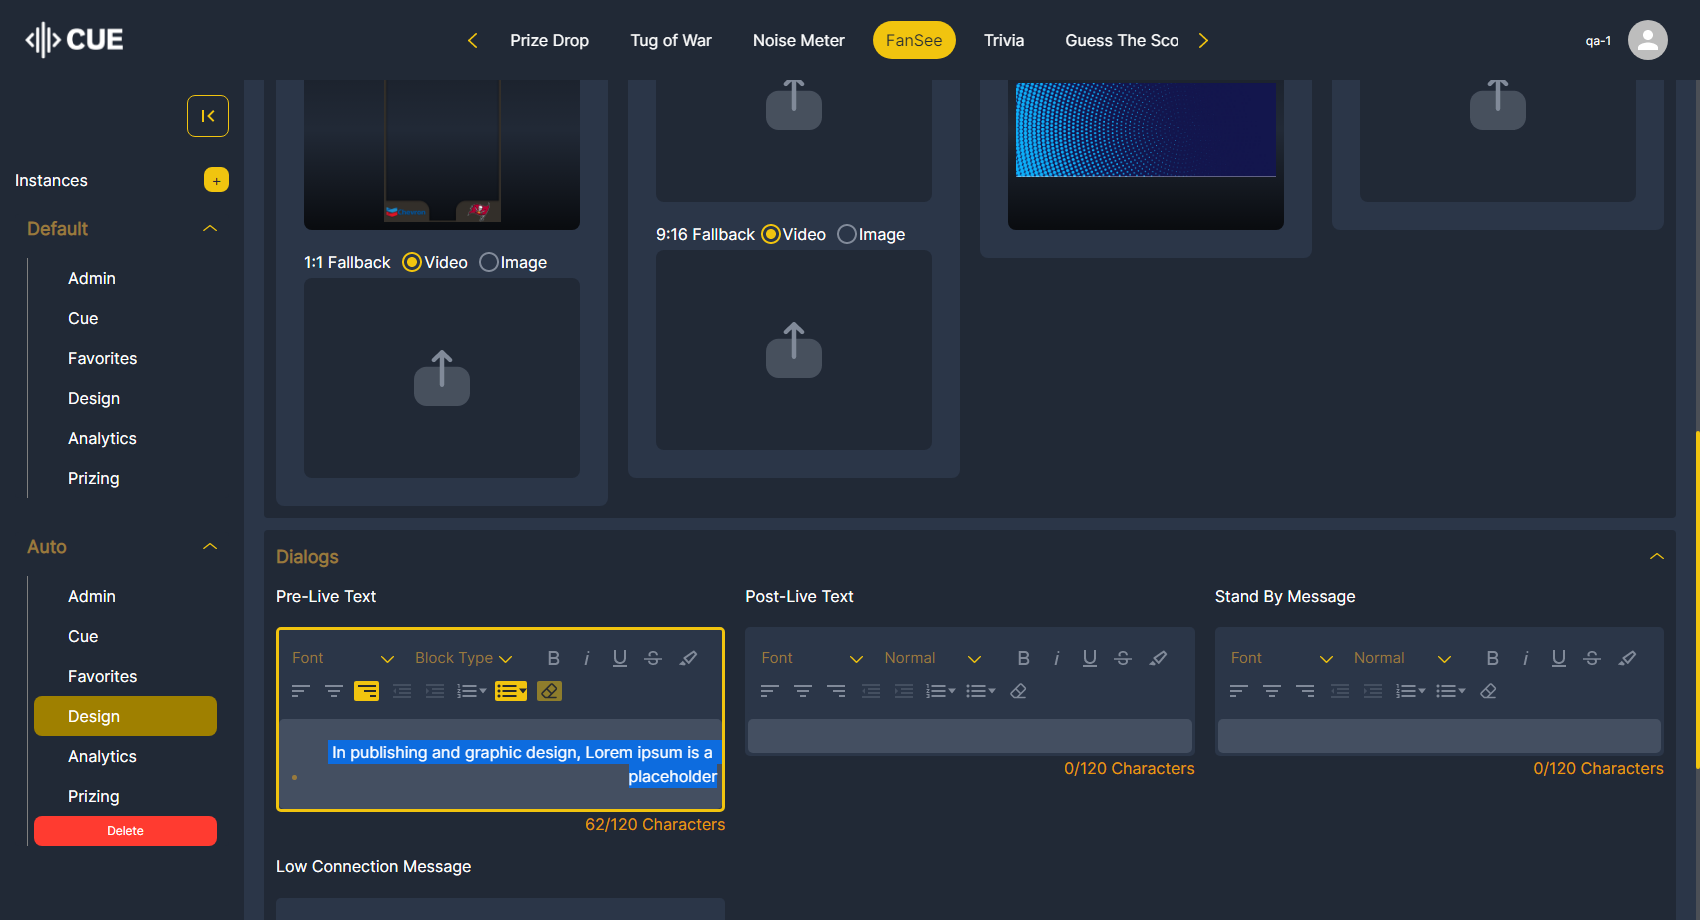 CUE
Prize Drop
Tug of War
Noise Meter
FanSee
Trivia
Guess The Sco
qa-1
Instances
+
Default
Admin
Cue
Favorites
Design
Analytics
Prizing
Auto
Admin
Cue
Favorites
Design
Analytics
Prizing
Delete
9:16 Fallback Video Image
1:1 Fallback Video Image
Dialogs
Pre-Live Text
Font Block Type B i U S
In publishing and graphic design, Lorem ipsum is a
placeholder
62/120 Characters
Post-Live Text
Font Normal B i U S
0/120 Characters
Stand By Message
Font Normal B i U S
0/120 Characters
Low Connection Message